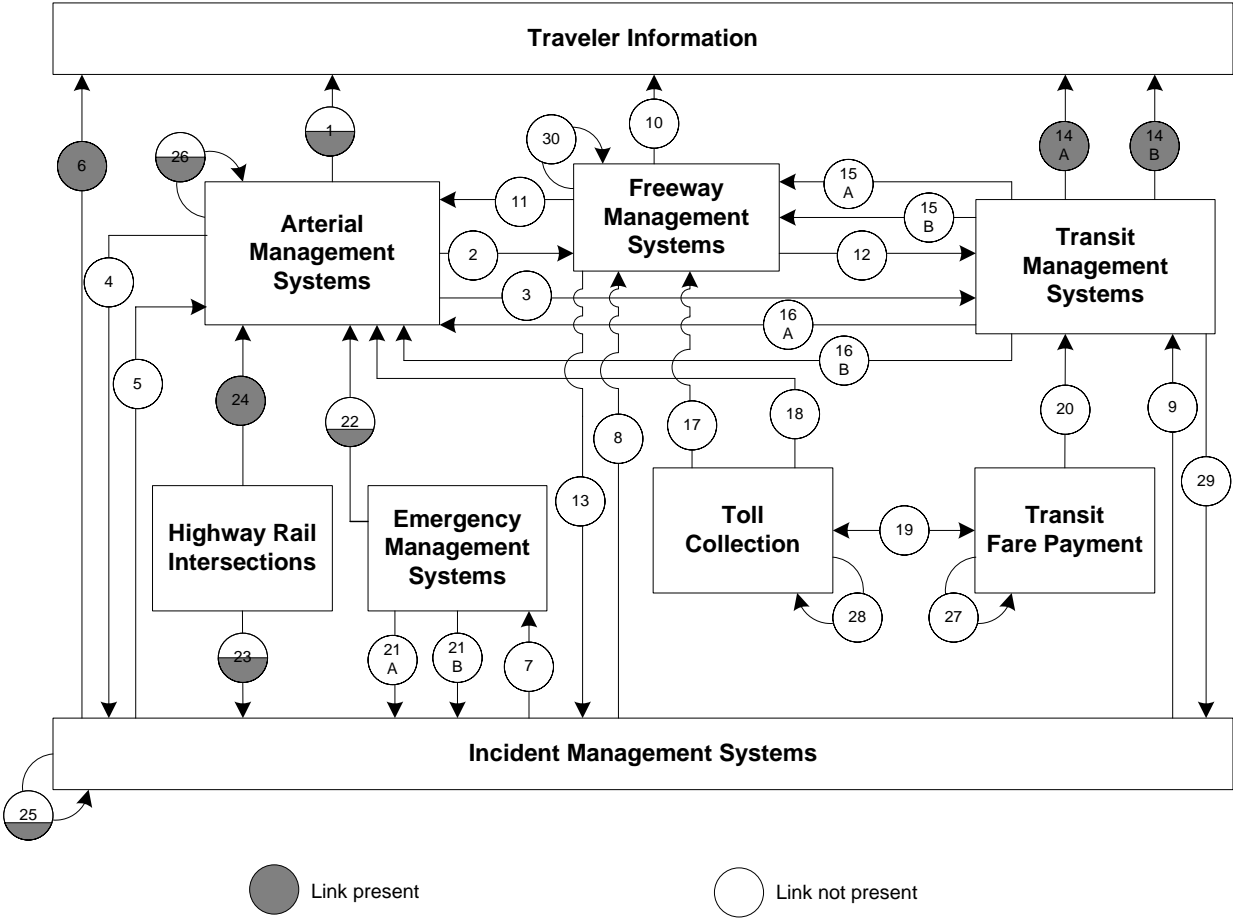 Traveler Information
6
1
10
14
A
14
B
26
30
15
A
15
B
11
Arterial
Management
Systems
Freeway
Management
Systems
Transit
Management
Systems
4
2
12
3
16
A
16
B
5
24
22
18
17
8
20
9
13
29
Highway Rail
Intersections
Emergency
Management
Systems
Toll
Collection
19
Transit
Fare Payment
28
27
23
21
A
21
B
7
Incident Management Systems
25
Link present
Link not present